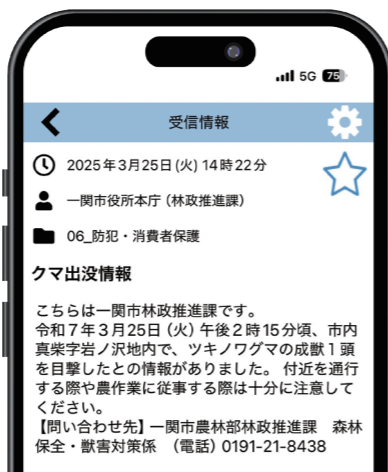 5G 75
受信情報
2025年3月25日(火) 14時22分
一関市役所本庁（林政推進課）
06_防犯・消費者保護
クマ出没情報
こちらは一関市林政推進課です。
令和7年3月25日（火）午後2時15分頃、市内
真柴字岩ノ沢地内で、ツキノワグマの成獣1頭
を目撃したとの情報がありました。 付近を通行
する際や農作業に従事する際は十分に注意して
ください。
【問い合わせ先】一関市農林部林政推進課　森林
保全・獣害対策係 （電話）0191-21-8438